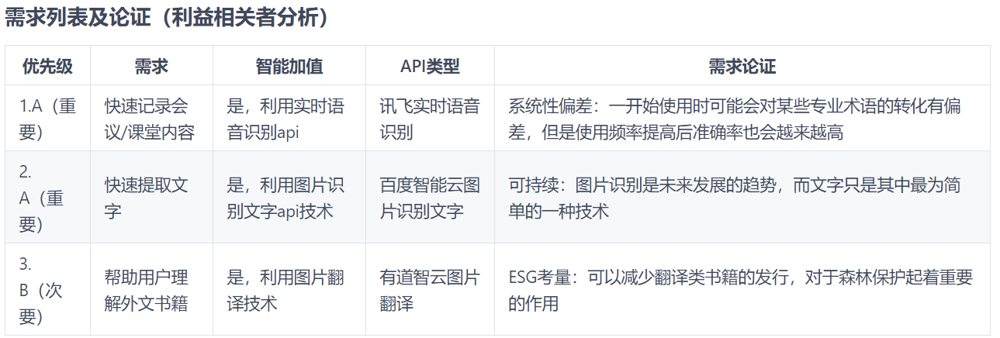 需求列表及论证（利益相关者分析）
优先级 需求 智能加值 API类型 需求论证
1.A（重
要）
快速记录会
议/课堂内容
是，利用实时语
音识别api
讯飞实时语音
识别
系统性偏差：一开始使用时可能会对某些专业术语的转化有偏
差，但是使用频率提高后准确率也会越来越高
2.
A（重
要）
快速提取文
字
是，利用图片识
别文字api技术
百度智能云图
片识别文字
可持续：图片识别是未来发展的趋势，而文字只是其中最为简
单的一种技术
3.
B（次
要）
帮助用户理
解外文书籍
是，利用图片翻
译技术
有道智云图片
翻译
ESG考量：可以减少翻译类书籍的发行，对于森林保护起着重要
的作用